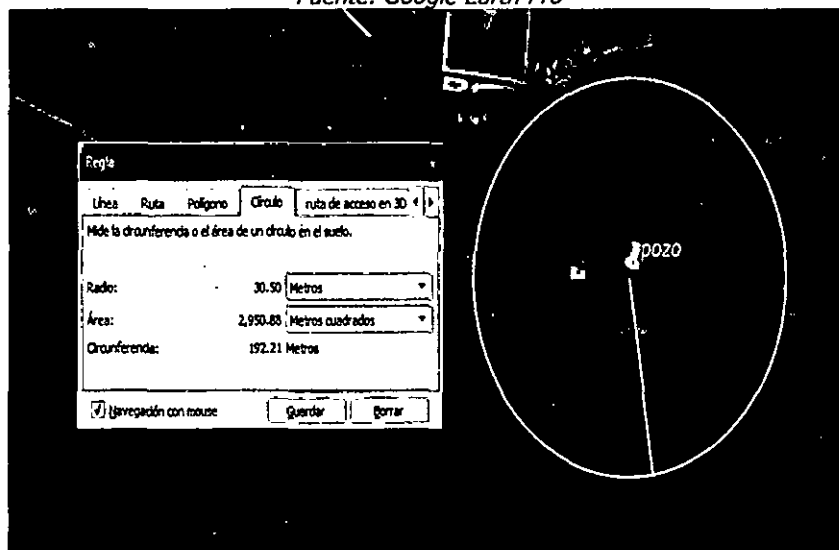 Fuente: Google Earth Pro
Regla
Línea Ruta Polígono Círculo ruta de acceso en 3D
Mide la circunferencia o el área de un círculo en el suelo.
Radio: 30.50 Metros
Área: 2,950.88 Metros cuadrados
Circunferencia: 192.21 Metros
Navegación con mouse Guardar Borrar
pozo